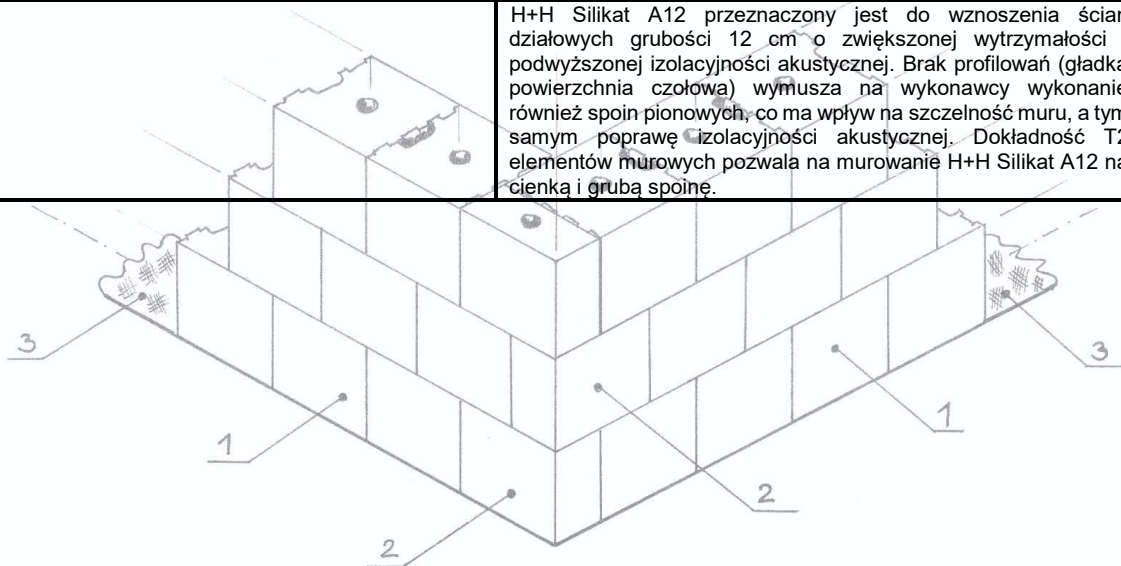 H+H Silikat A12 przeznaczony jest do wznoszenia ścian
działowych grubości 12 cm o zwiększonej wytrzymałości
podwyższonej izolacyjności akustycznej. Brak profilowań (gładka
powierzchnia czołowa) wymusza na wykonawcy wykonanie
również spoin pionowych, co ma wpływ na szczelność muru, a tym
samym poprawę izolacyjności akustycznej. Dokładność T2
elementów murowych pozwala na murowanie H+H Silikat A12 na
cienką i grubą spoinę.
3
3
1
1
2
2